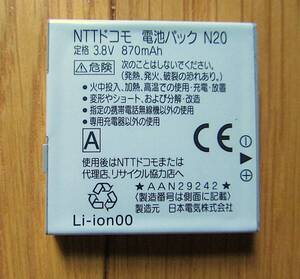 NTTドコモ 電池パック N20
定格 3.8V 870mAh
⚠危険 次のことはしないでください。
(発熱、発火、破裂の恐れあり。)
・火中投入、加熱、高温での使用・充電・放置
・変形やショート、および分解・改造
・指定の携帯電話無線機以外に使用
・専用充電器以外での充電
A
CE
使用後はNTTドコモまたは
代理店、リサイクル協力店へ
★AAN29242★
(製造番号が側面に表示)
製造元 日本電気株式会社
Li-ion00